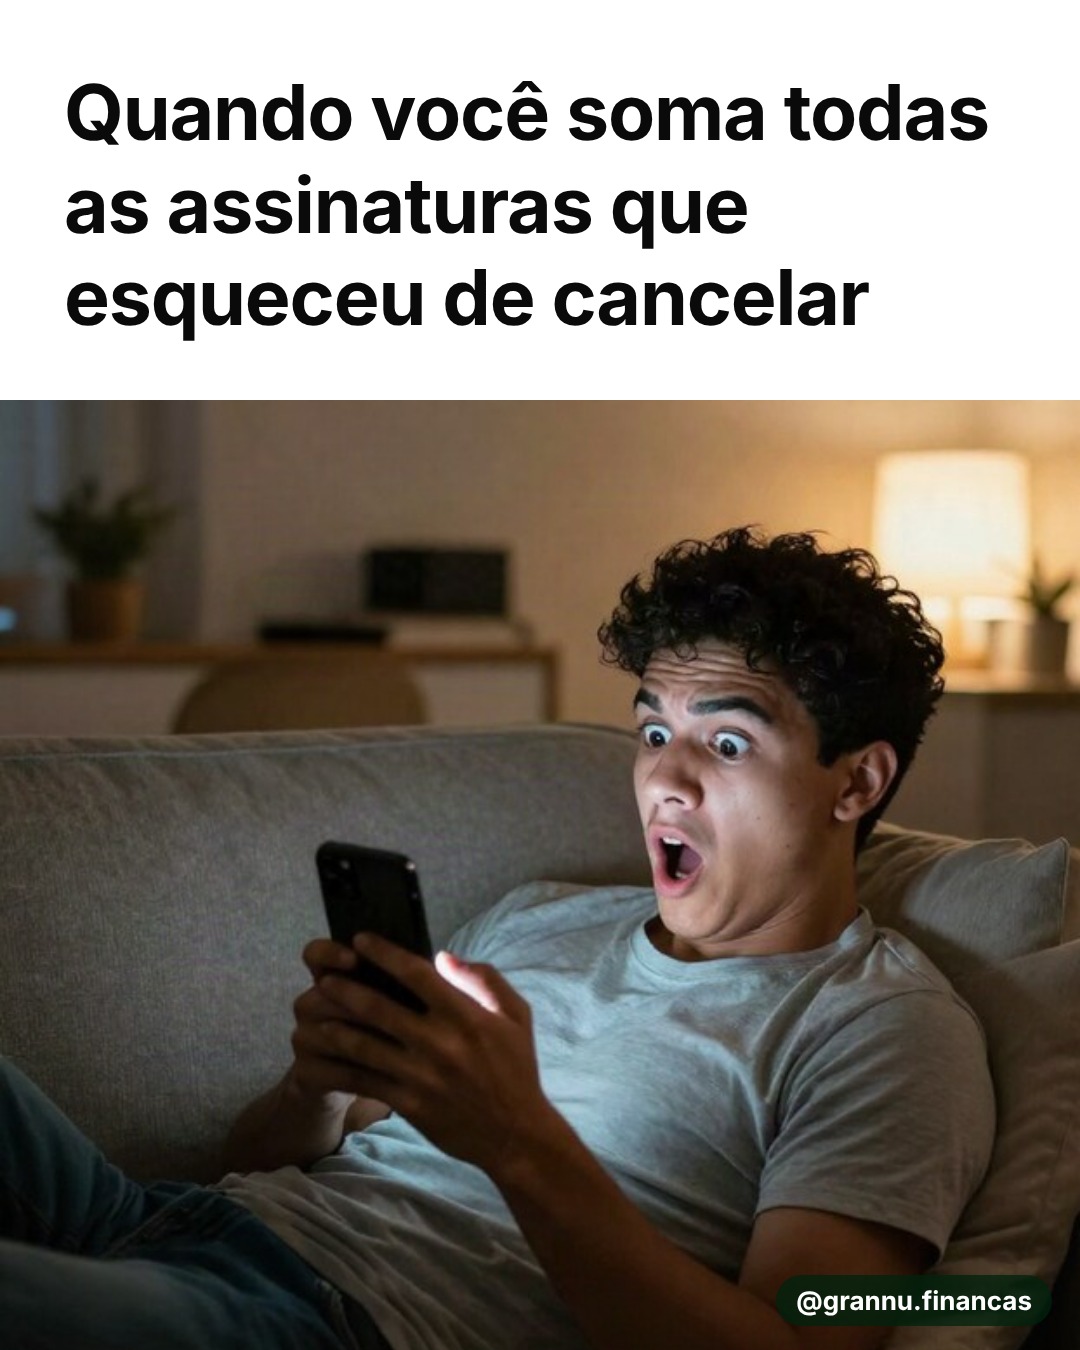 Quando você soma todas
as assinaturas que
esqueceu de cancelar
@grannu.financas